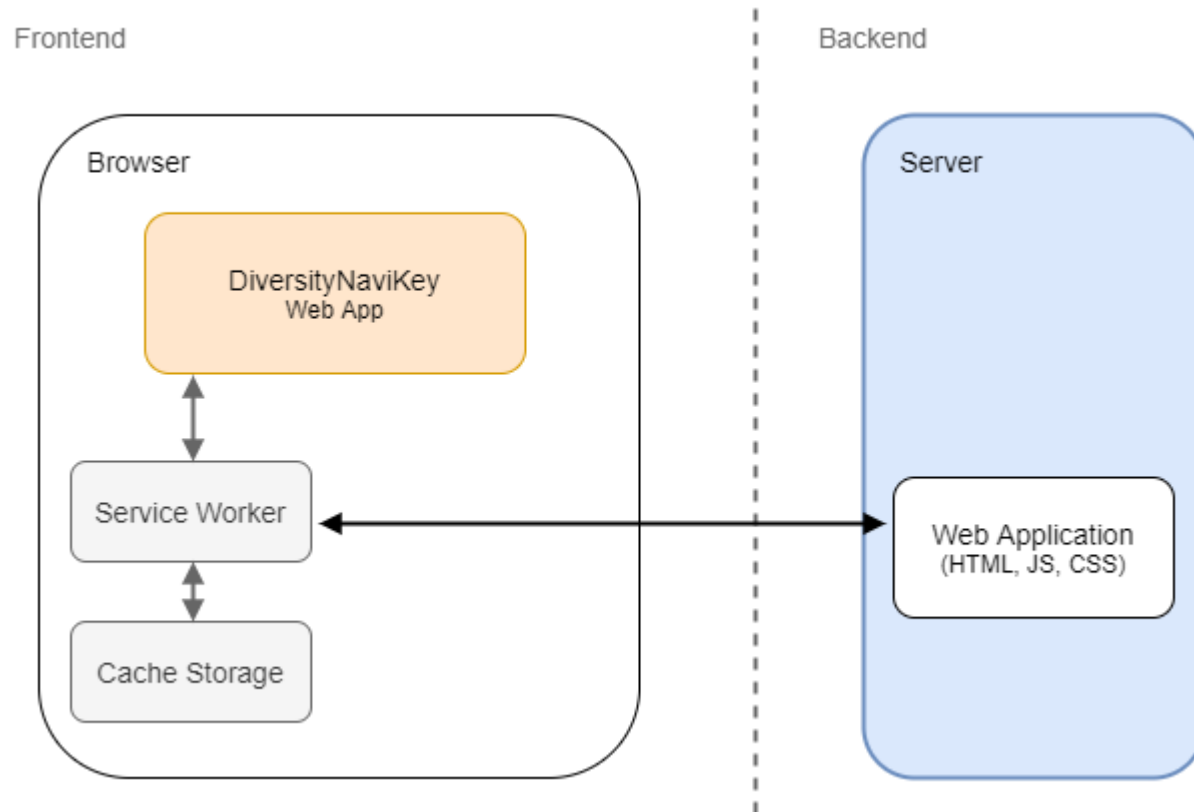 Frontend
Backend
Browser
Server
DiversityNaviKey
Web App
Service Worker
Web Application
(HTML, JS, CSS)
Cache Storage